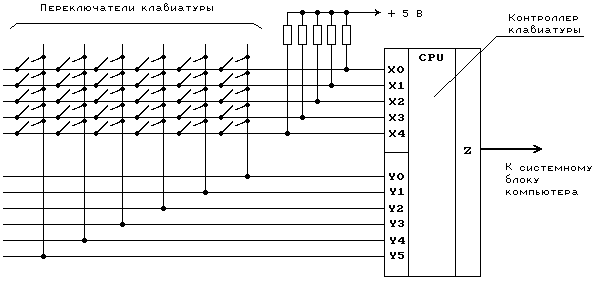 Переключатели клавиатуры
+ 5 В
Контроллер
клавиатуры
CPU
X0
X1
X2
X3
X4
Z
Y0
Y1
Y2
Y3
Y4
Y5
К системному
блоку
компьютера